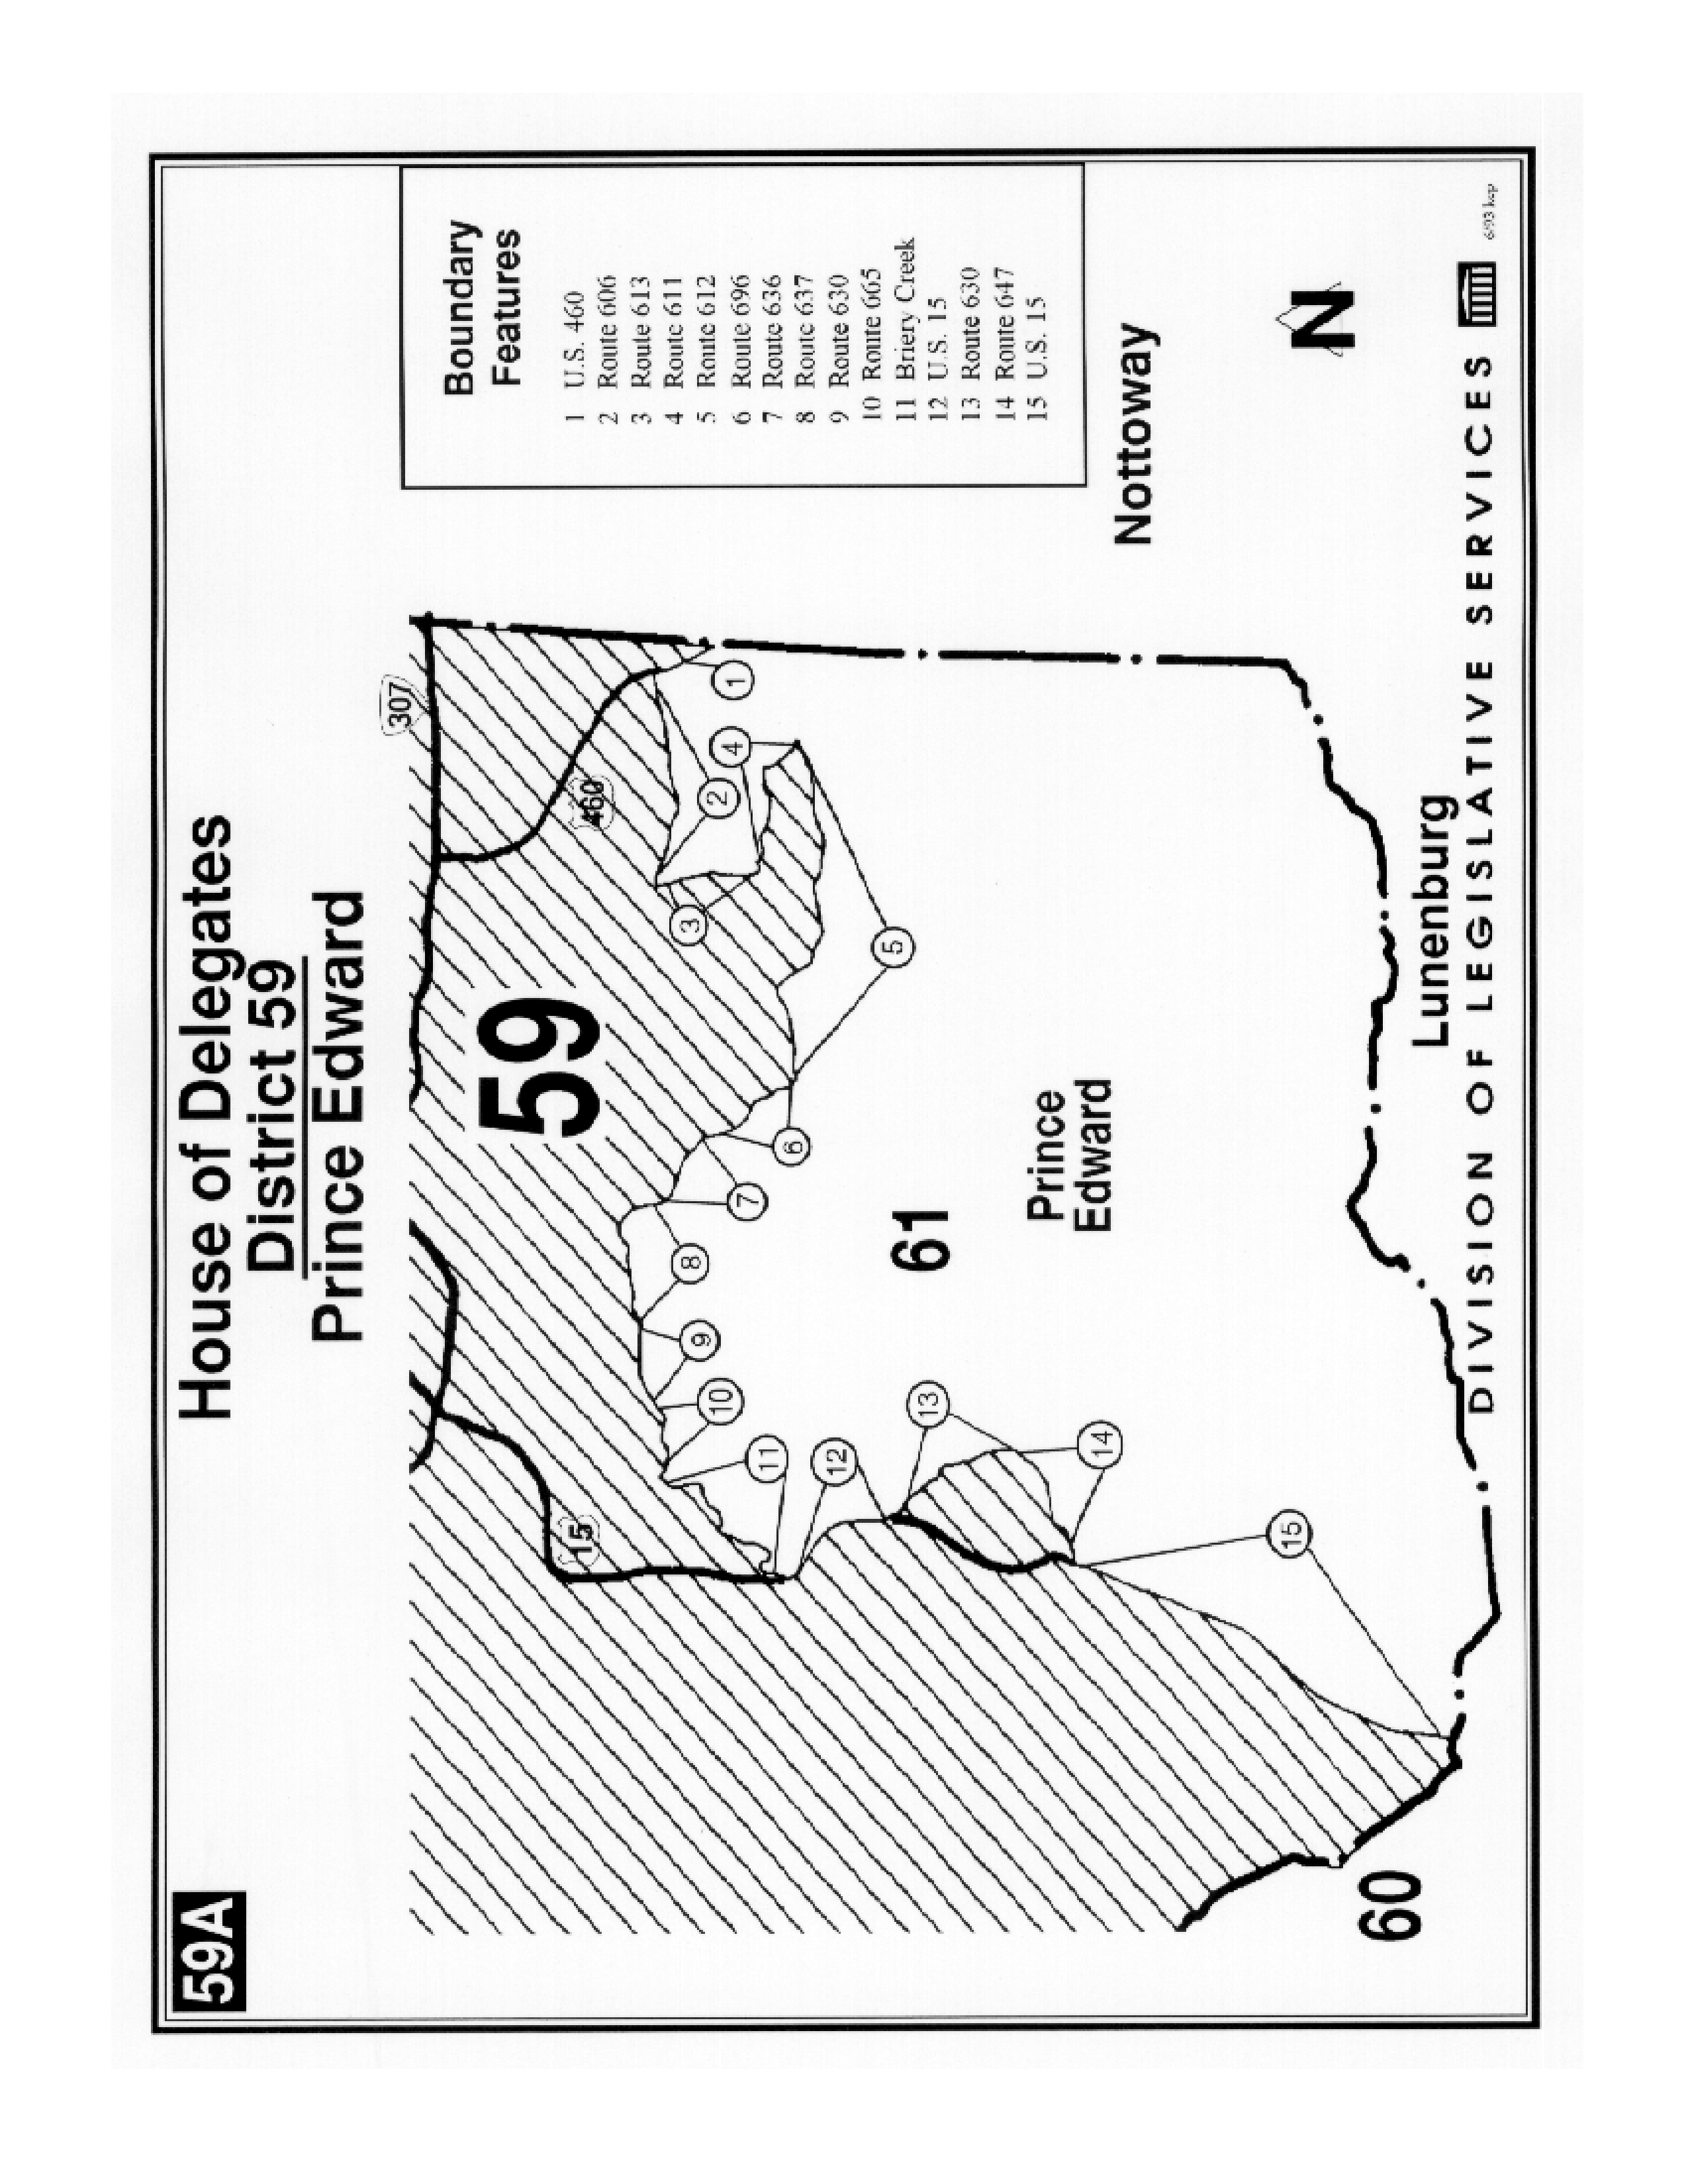 59A
House of Delegates
District 59
Prince Edward
307
460
15
59
61
60
Prince
Edward
Nottoway
Lunenburg
1
2
3
4
5
6
7
8
9
10
11
12
13
14
15
Boundary
Features
1 U.S. 460
2 Route 606
3 Route 613
4 Route 611
5 Route 612
6 Route 696
7 Route 636
8 Route 637
9 Route 630
10 Route 665
11 Briery Creek
12 U.S. 15
13 Route 630
14 Route 647
15 U.S. 15
N
DIVISION OF LEGISLATIVE SERVICES
6/93 kcp